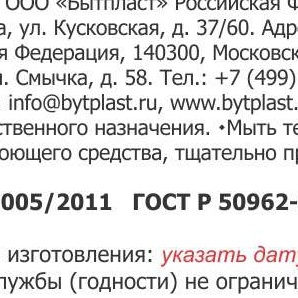 ООО «Бытпласт» Российская Ф
а, ул. Кусковская, д. 37/60. Адр
я Федерация, 140300, Московск
. Смычка, д. 58. Тел.: +7 (499)
info@bytplast.ru, www.bytplast.
ственного назначения. •Мыть те
оющего средства, тщательно пр
005/2011 ГОСТ Р 50962-
изготовления: указать дат
лужбы (годности) не огранич